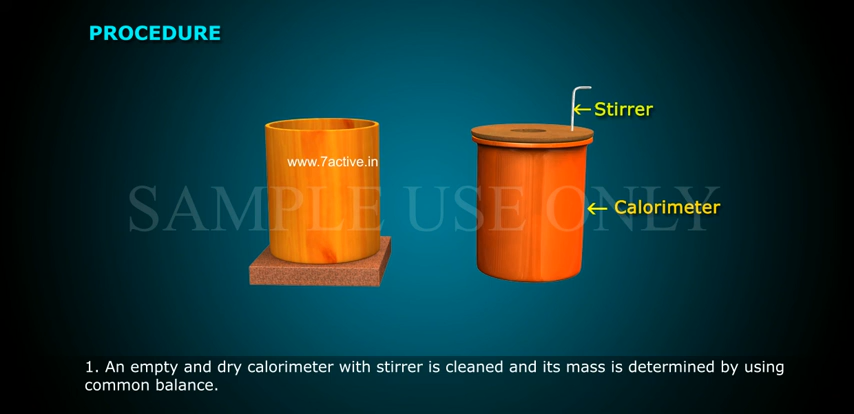 PROCEDURE
Stirrer
www.7active.in
SAMPLE USE ONLY
Calorimeter
1. An empty and dry calorimeter with stirrer is cleaned and its mass is determined by using
common balance.